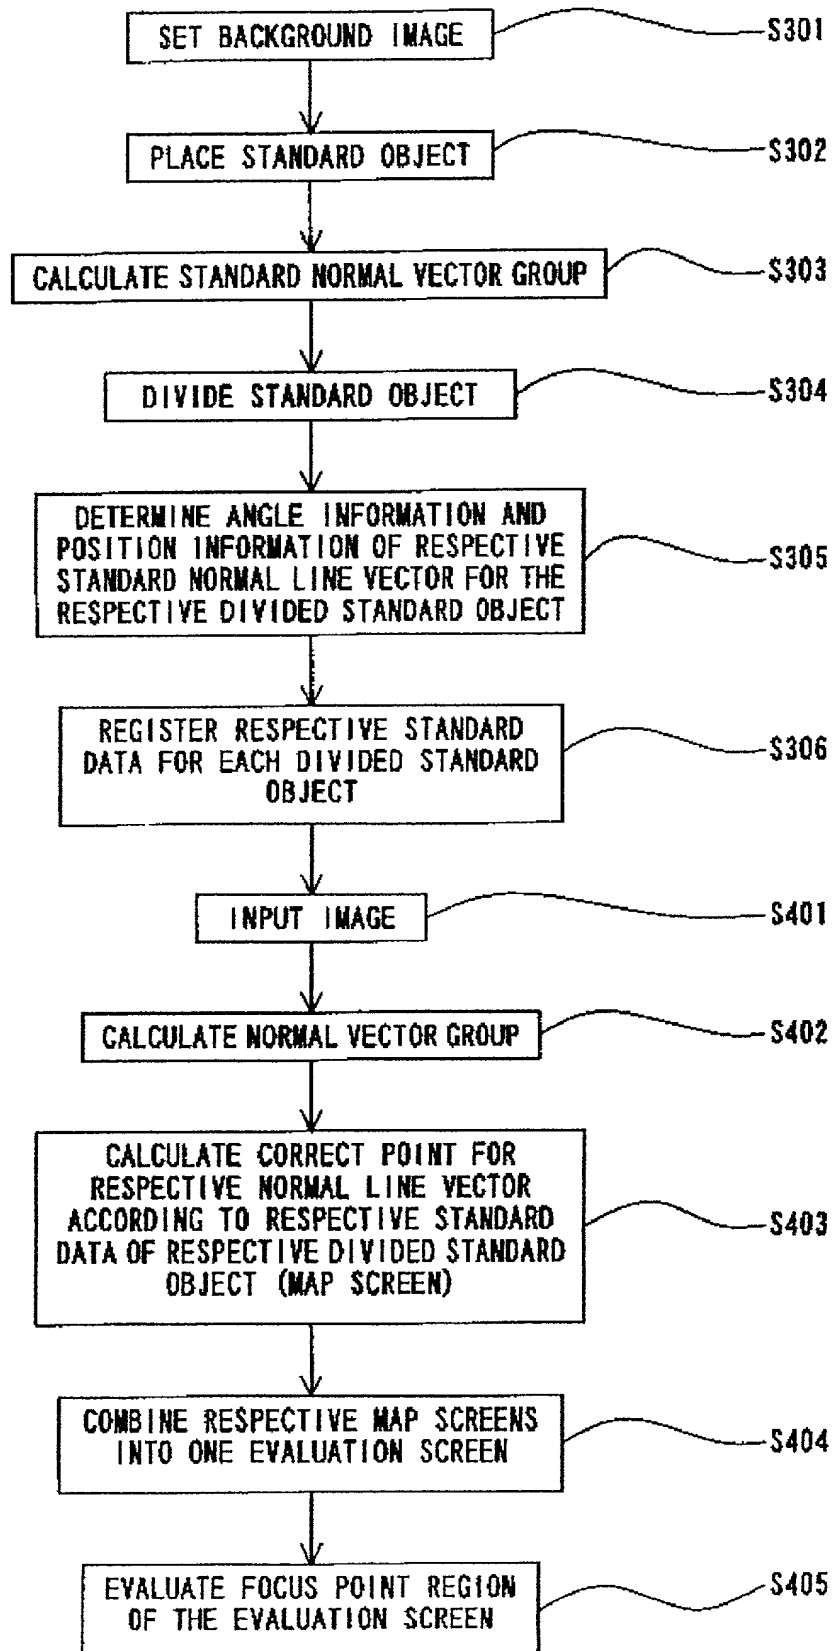 SET BACKGROUND IMAGE
S301
PLACE STANDARD OBJECT
S302
CALCULATE STANDARD NORMAL VECTOR GROUP
S303
DIVIDE STANDARD OBJECT
S304
DETERMINE ANGLE INFORMATION AND
POSITION INFORMATION OF RESPECTIVE
STANDARD NORMAL LINE VECTOR FOR THE
RESPECTIVE DIVIDED STANDARD OBJECT
S305
REGISTER RESPECTIVE STANDARD
DATA FOR EACH DIVIDED STANDARD
OBJECT
S306
INPUT IMAGE
S401
CALCULATE NORMAL VECTOR GROUP
S402
CALCULATE CORRECT POINT FOR
RESPECTIVE NORMAL LINE VECTOR
ACCORDING TO RESPECTIVE STANDARD
DATA OF RESPECTIVE DIVIDED STANDARD
OBJECT (MAP SCREEN)
S403
COMBINE RESPECTIVE MAP SCREENS
INTO ONE EVALUATION SCREEN
S404
EVALUATE FOCUS POINT REGION
OF THE EVALUATION SCREEN
S405